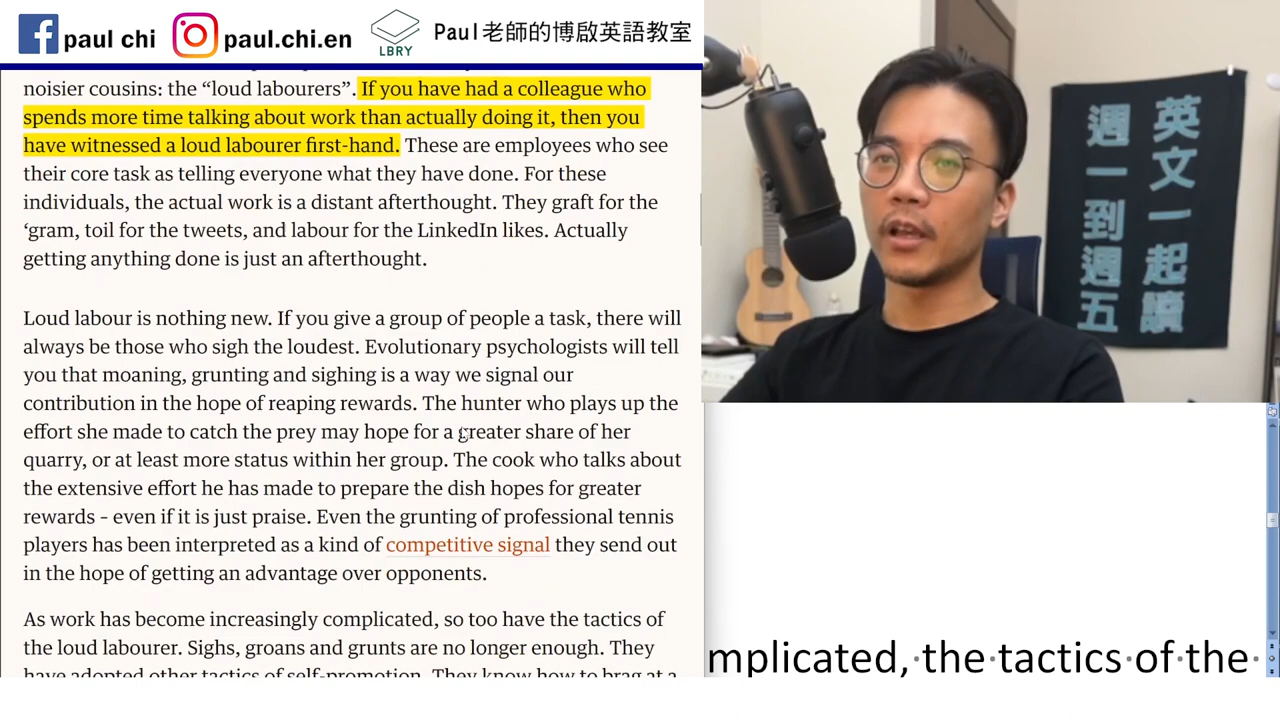 paul chi
paul.chi.en
LBRY
Paul老師的博啟英語教室
noisier cousins: the “loud labourers”. If you have had a colleague who
spends more time talking about work than actually doing it, then you
have witnessed a loud labourer first-hand. These are employees who see
their core task as telling everyone what they have done. For these
individuals, the actual work is a distant afterthought. They graft for the
‘gram, toil for the tweets, and labour for the LinkedIn likes. Actually
getting anything done is just an afterthought.
Loud labour is nothing new. If you give a group of people a task, there will
always be those who sigh the loudest. Evolutionary psychologists will tell
you that moaning, grunting and sighing is a way we signal our
contribution in the hope of reaping rewards. The hunter who plays up the
effort she made to catch the prey may hope for a greater share of her
quarry, or at least more status within her group. The cook who talks about
the extensive effort he has made to prepare the dish hopes for greater
rewards – even if it is just praise. Even the grunting of professional tennis
players has been interpreted as a kind of competitive signal they send out
in the hope of getting an advantage over opponents.
As work has become increasingly complicated, so too have the tactics of
the loud labourer. Sighs, groans and grunts are no longer enough. They
have adopted other tactics of self-promotion. They know how to brag at a
英文一起讀
週一到週五
mplicated, the tactics of the